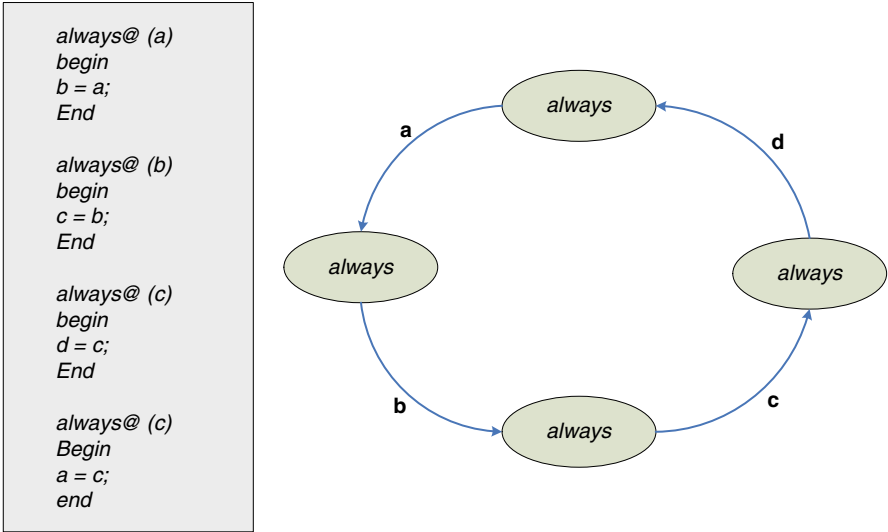 always@ (a)
begin
b = a;
End
always@ (b)
begin
c = b;
End
always@ (c)
begin
d = c;
End
always@ (c)
Begin
a = c;
end
always
a
d
always
always
b
c
always